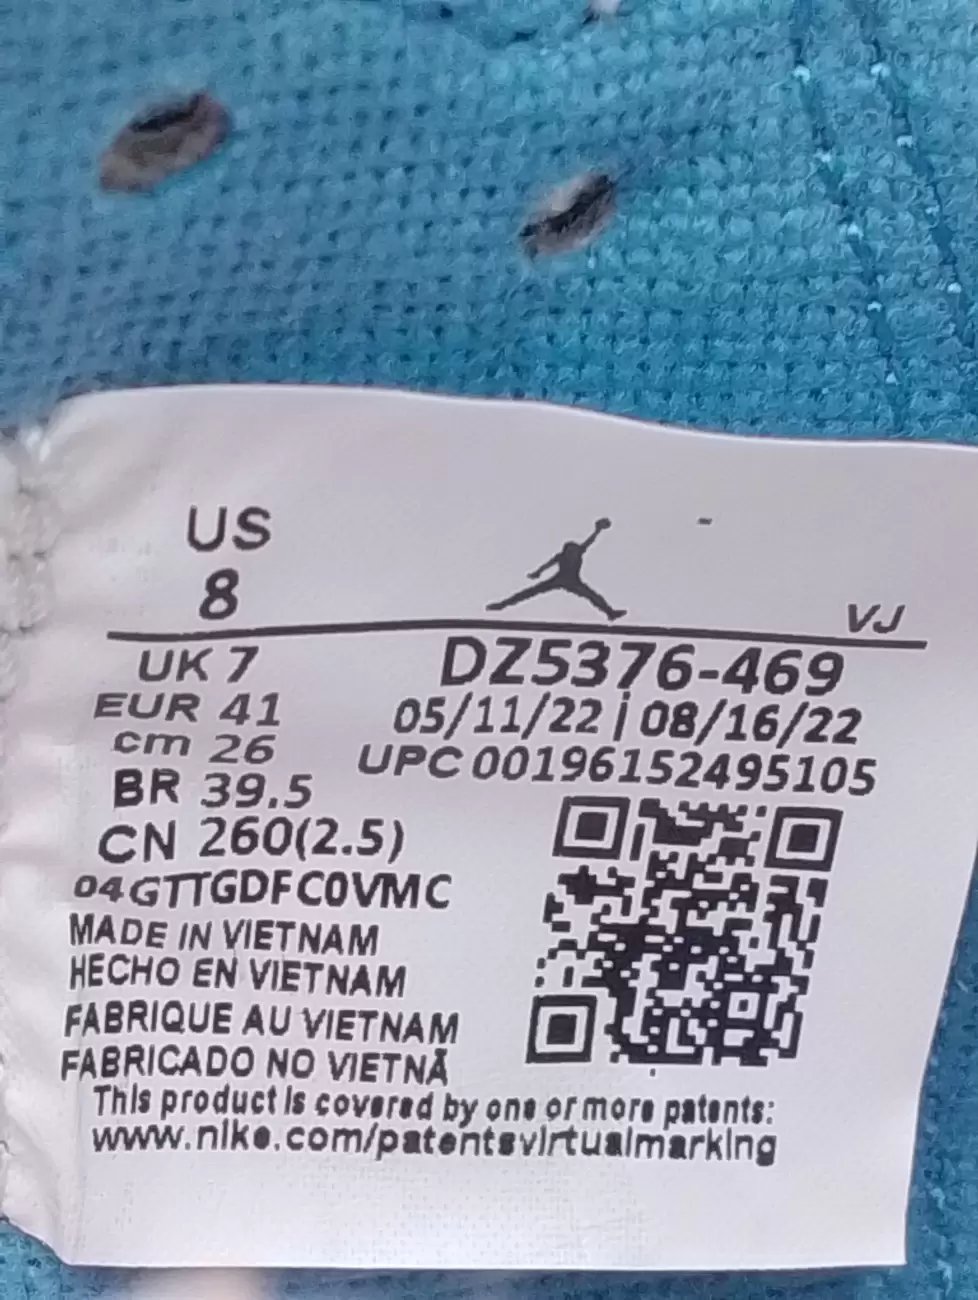 US
8
VJ
UK 7
DZ5376-469
EUR 41
05/11/22 | 08/16/22
cm 26
UPC 00196152495105
BR 39.5
CN 260(2.5)
04GTTGDFC0VMC
MADE IN VIETNAM
HECHO EN VIETNAM
FABRIQUE AU VIETNAM
FABRICADO NO VIETNÃ
This product is covered by one or more patents:
www.nike.com/patentsvirtualmarking